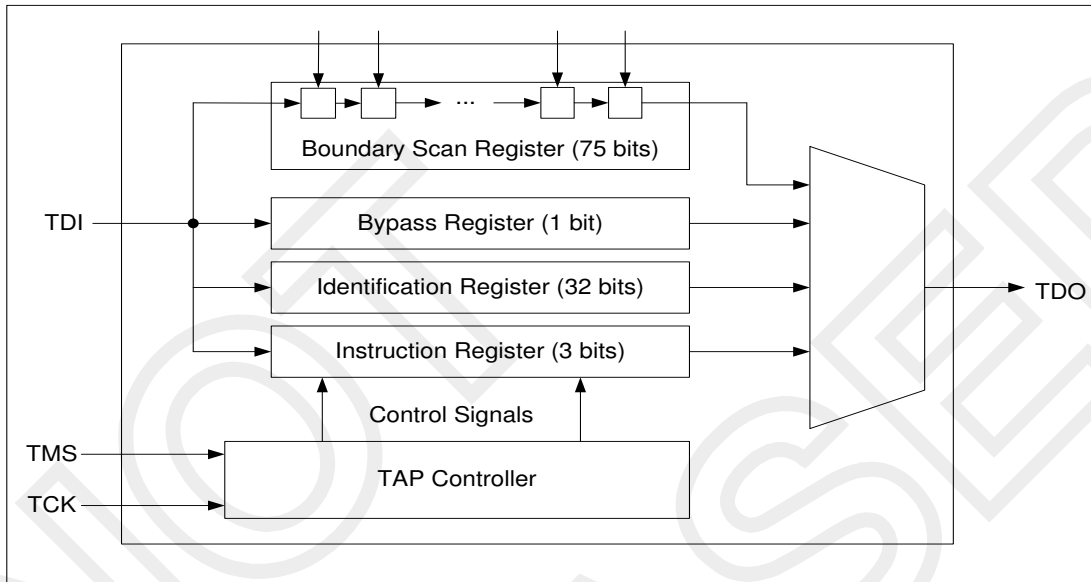 ...
Boundary Scan Register (75 bits)
TDI
Bypass Register (1 bit)
Identification Register (32 bits)
TDO
Instruction Register (3 bits)
Control Signals
TMS
TAP Controller
TCK